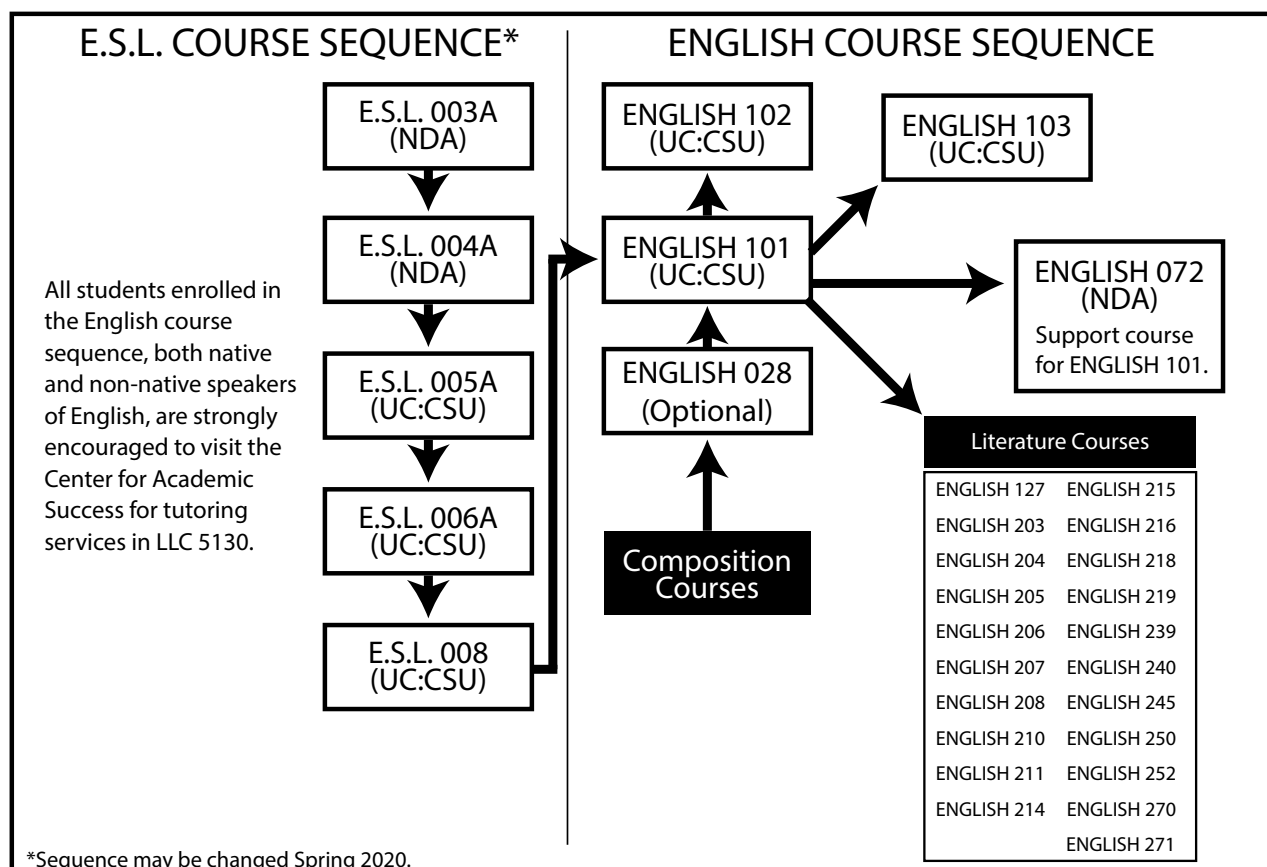 E.S.L. COURSE SEQUENCE*
E.S.L. 003A
(NDA)
E.S.L. 004A
(NDA)
All students enrolled in
the English course
sequence, both native
and non-native speakers
of English, are strongly
encouraged to visit the
Center for Academic
Success for tutoring
services in LLC 5130.
E.S.L. 005A
(UC:CSU)
E.S.L. 006A
(UC:CSU)
E.S.L. 008
(UC:CSU)
*Sequence may be changed Spring 2020.
ENGLISH COURSE SEQUENCE
ENGLISH 102
(UC:CSU)
ENGLISH 103
(UC:CSU)
ENGLISH 101
(UC:CSU)
ENGLISH 072
(NDA)
Support course
for ENGLISH 101.
ENGLISH 028
(Optional)
Composition
Courses
Literature Courses
ENGLISH 127 ENGLISH 215
ENGLISH 203 ENGLISH 216
ENGLISH 204 ENGLISH 218
ENGLISH 205 ENGLISH 219
ENGLISH 206 ENGLISH 239
ENGLISH 207 ENGLISH 240
ENGLISH 208 ENGLISH 245
ENGLISH 210 ENGLISH 250
ENGLISH 211 ENGLISH 252
ENGLISH 214 ENGLISH 270
ENGLISH 271